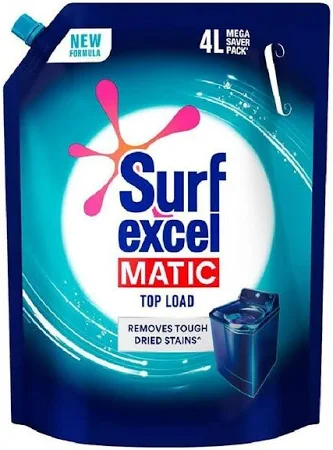 NEW
FORMULA
4L MEGA
SAVER
PACK*
Surf
excel
MATIC
TOP LOAD
REMOVES TOUGH
DRIED STAINS^